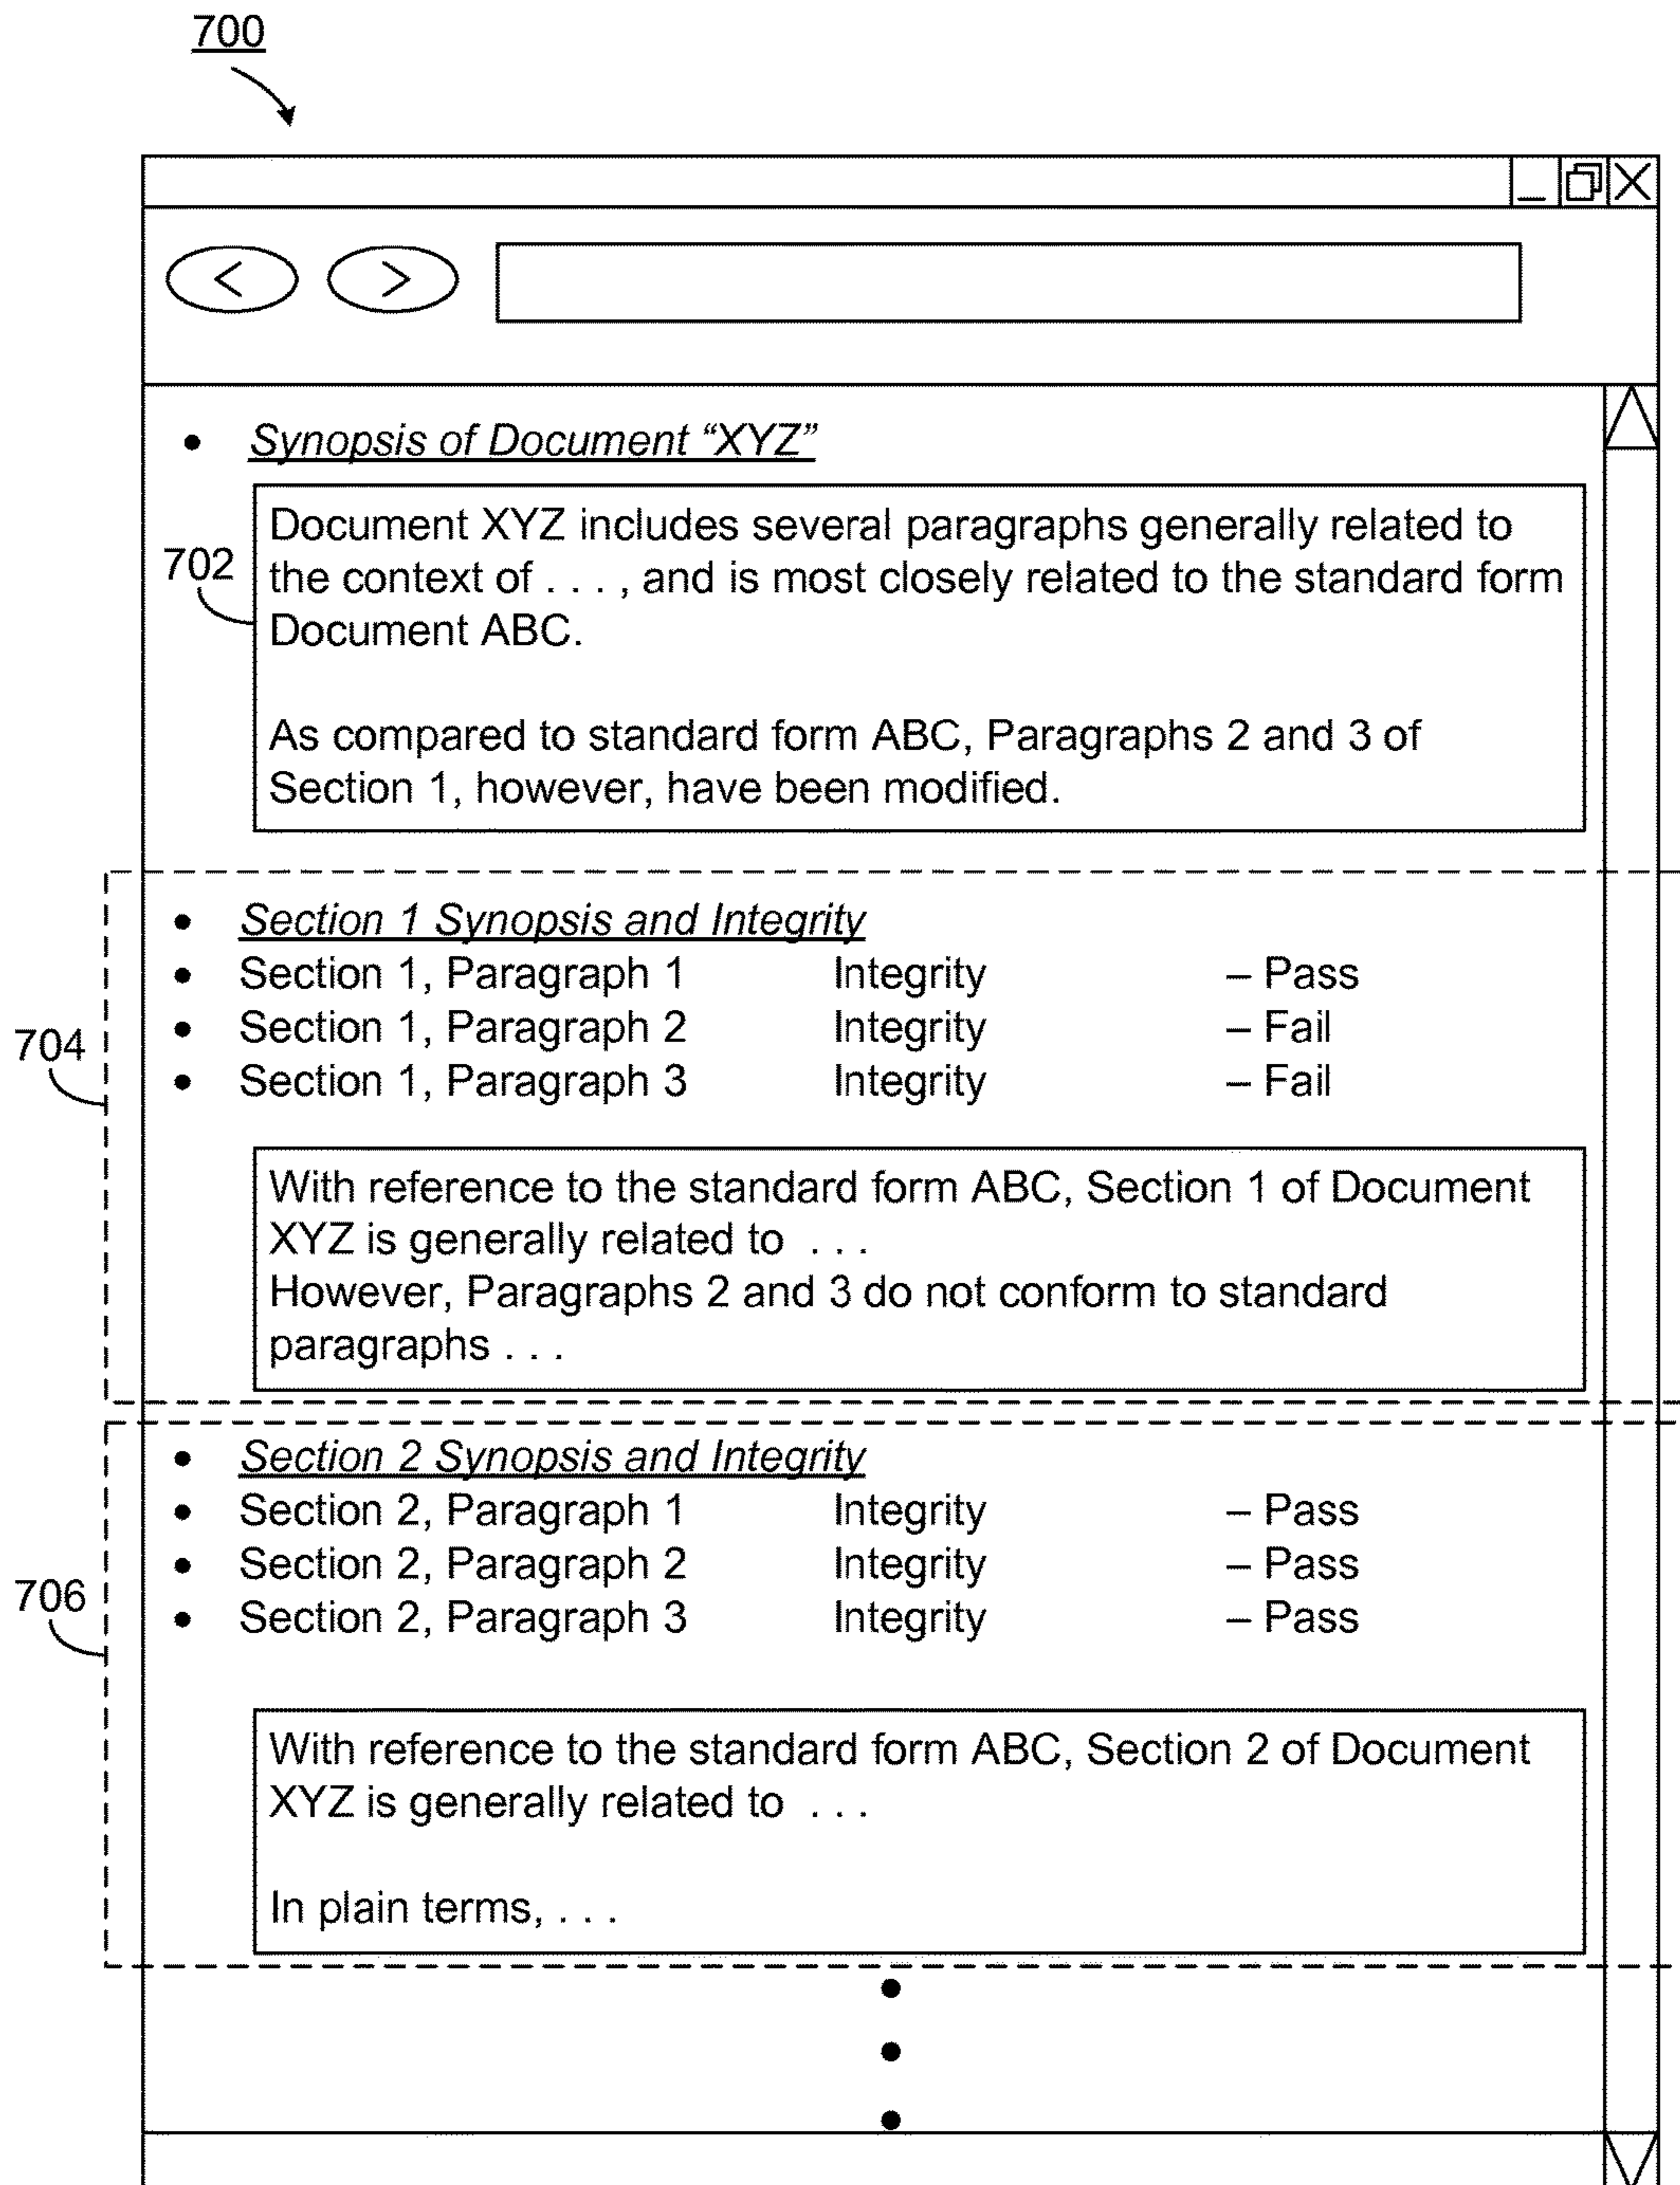 700
• Synopsis of Document “XYZ”
702
Document XYZ includes several paragraphs generally related to
the context of . . . , and is most closely related to the standard form
Document ABC.
As compared to standard form ABC, Paragraphs 2 and 3 of
Section 1, however, have been modified.
704
• Section 1 Synopsis and Integrity
• Section 1, Paragraph 1 Integrity – Pass
• Section 1, Paragraph 2 Integrity – Fail
• Section 1, Paragraph 3 Integrity – Fail
With reference to the standard form ABC, Section 1 of Document
XYZ is generally related to . . .
However, Paragraphs 2 and 3 do not conform to standard
paragraphs . . .
706
• Section 2 Synopsis and Integrity
• Section 2, Paragraph 1 Integrity – Pass
• Section 2, Paragraph 2 Integrity – Pass
• Section 2, Paragraph 3 Integrity – Pass
With reference to the standard form ABC, Section 2 of Document
XYZ is generally related to . . .
In plain terms, . . .